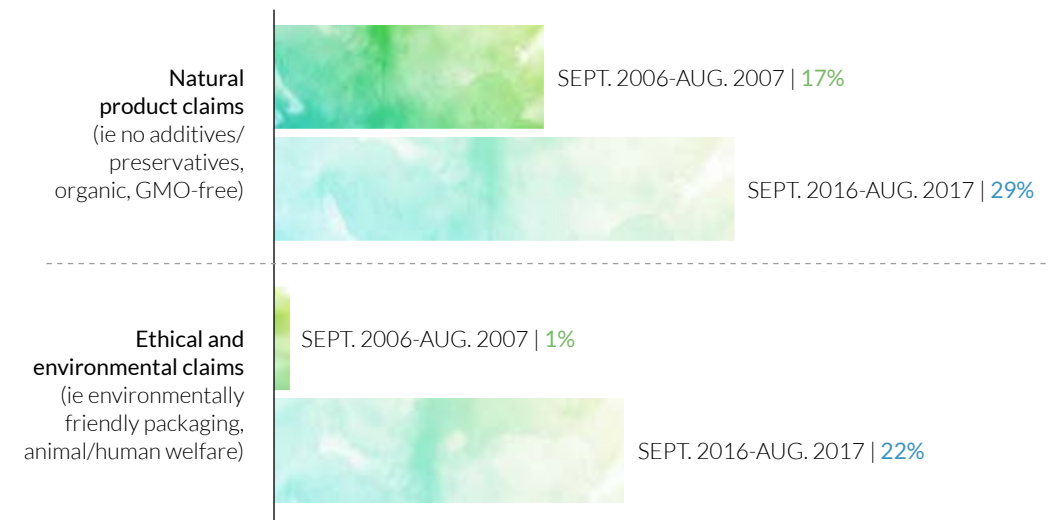 Natural
product claims
(ie no additives/
preservatives,
organic, GMO-free)
SEPT. 2006-AUG. 2007 | 17%
SEPT. 2016-AUG. 2017 | 29%
Ethical and
environmental claims
(ie environmentally
friendly packaging,
animal/human welfare)
SEPT. 2006-AUG. 2007 | 1%
SEPT. 2016-AUG. 2017 | 22%